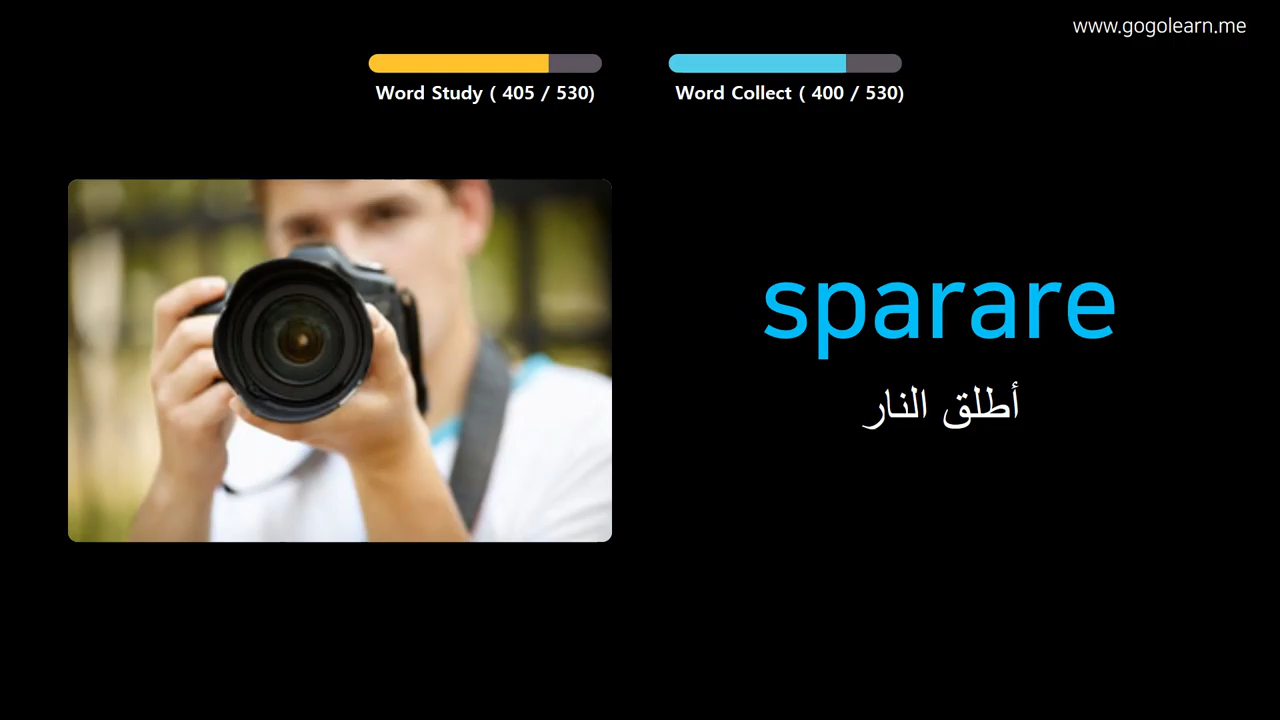 www.gogolearn.me
Word Study ( 405 / 530)
Word Collect ( 400 / 530)
sparare
أطلق النار